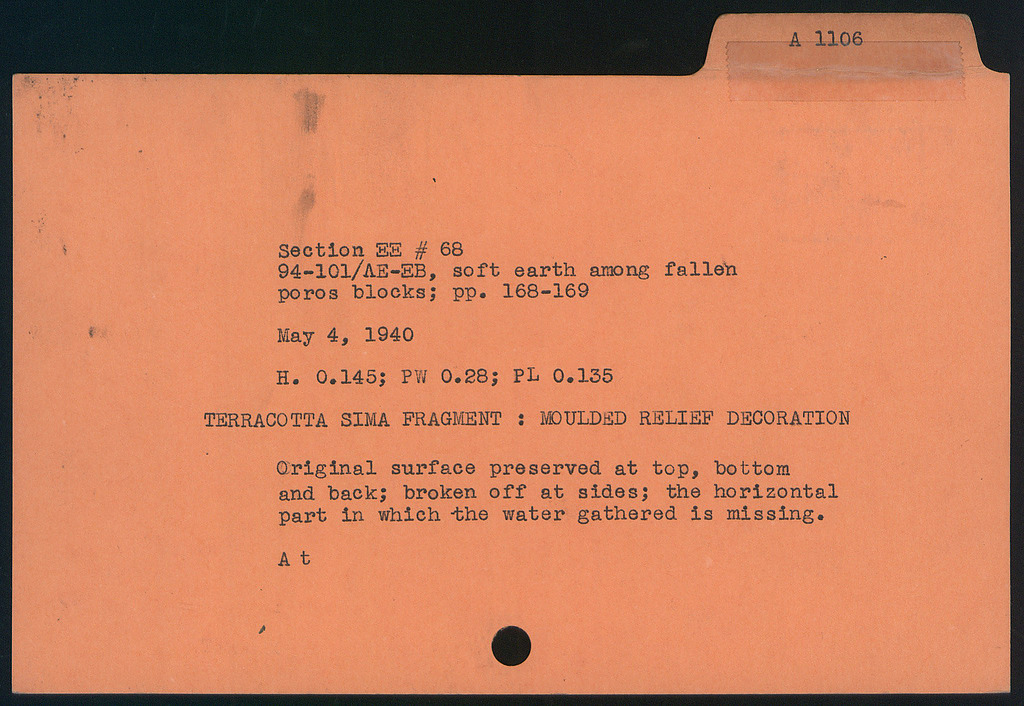 A 1106
Section EE # 68
94-101/ΛE-EB, soft earth among fallen
poros blocks; pp. 168-169
May 4, 1940
H. 0.145; PW 0.28; PL 0.135
TERRACOTTA SIMA FRAGMENT : MOULDED RELIEF DECORATION
Original surface preserved at top, bottom
and back; broken off at sides; the horizontal
part in which the water gathered is missing.
A t